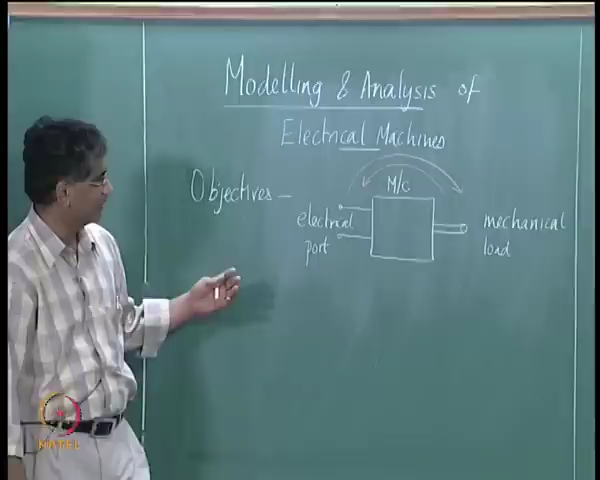 Modelling & Analysis of
Electrical Machines
Objectives –
M/C
electrical
port
mechanical
load
NPTEL